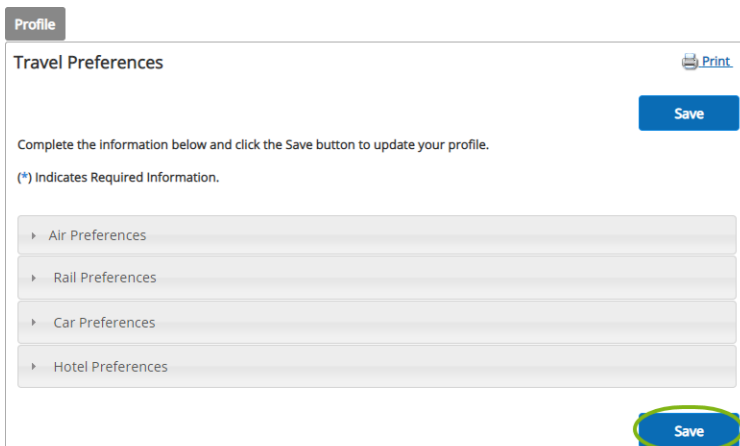 Profile
Travel Preferences
Print
Save
Complete the information below and click the Save button to update your profile.
(*) Indicates Required Information.
Air Preferences
Rail Preferences
Car Preferences
Hotel Preferences
Save